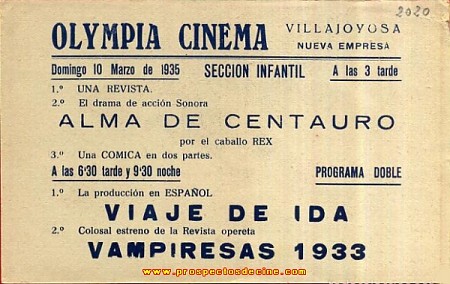 2020
OLYMPIA CINEMA VILLAJOYOSA
NUEVA EMPRESA
Domingo 10 Marzo de 1935 SECCION INFANTIL A las 3 tarde
1.º UNA REVISTA.
2.º El drama de acción Sonora
ALMA DE CENTAURO
por el caballo REX
3.º Una COMICA en dos partes.
A las 6'30 tarde y 9'30 noche PROGRAMA DOBLE
1.º La producción en ESPAÑOL
VIAJE DE IDA
2.º Colosal estreno de la Revista opereta
VAMPIRESAS 1933
www.prospectosdecine.com